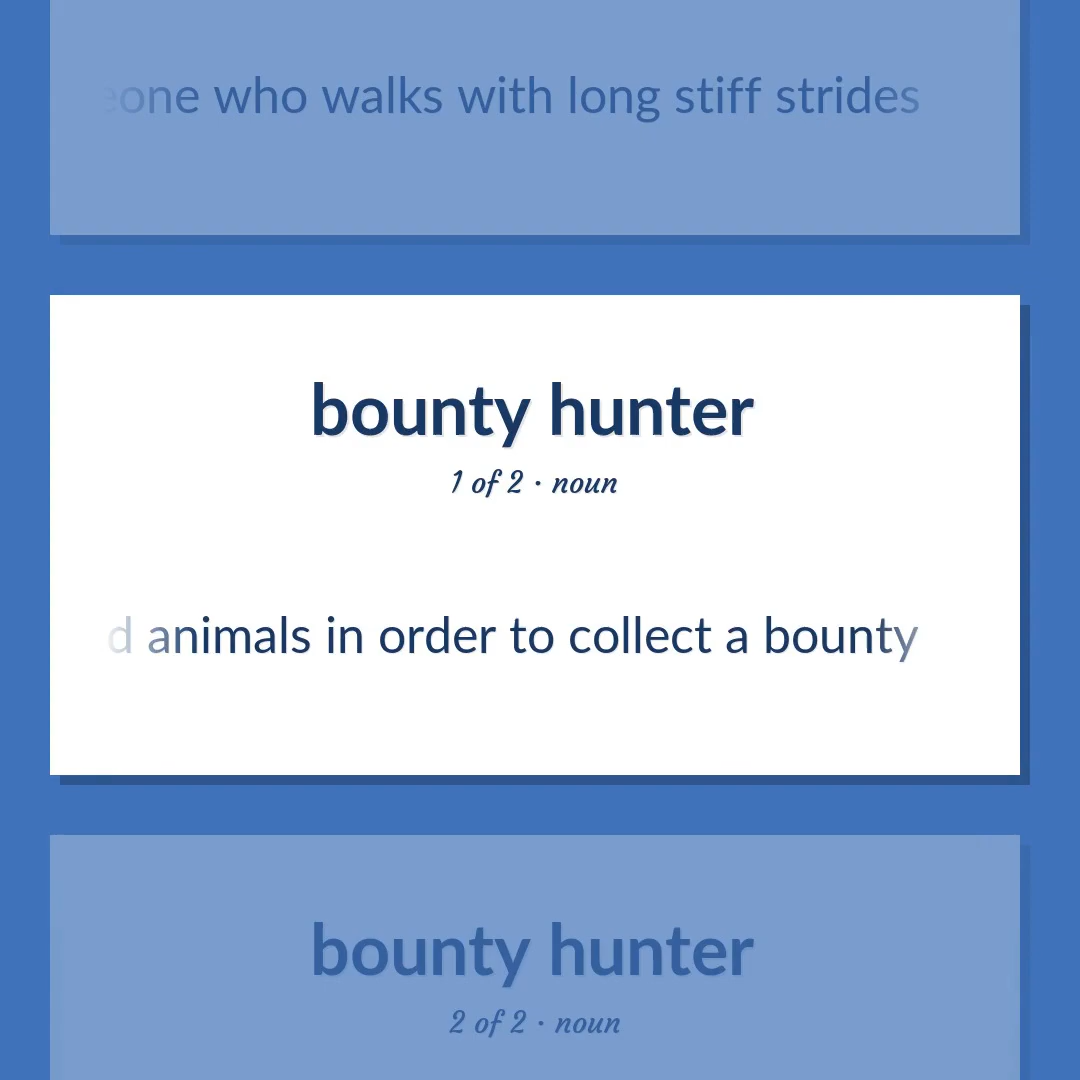 who walks with long stiff strides
bounty hunter
1 of 2 · noun
animals in order to collect a bounty
bounty hunter
2 of 2 · noun